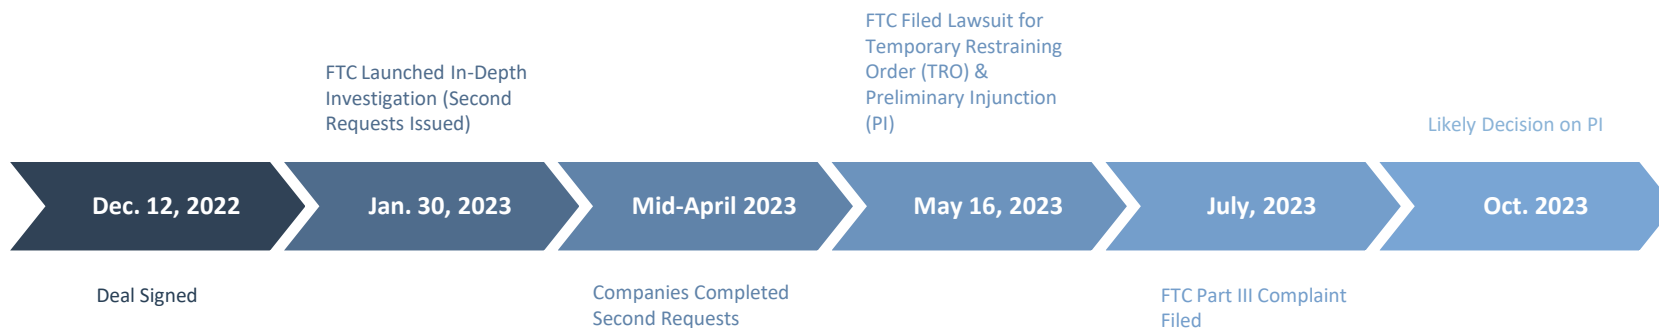 FTC Filed Lawsuit for
Temporary Restraining
Order (TRO) &
Preliminary Injunction
(PI)
FTC Launched In-Depth
Investigation (Second
Requests Issued)
Likely Decision on PI
Dec. 12, 2022
Jan. 30, 2023
Mid-April 2023
May 16, 2023
July, 2023
Oct. 2023
Deal Signed
Companies Completed
Second Requests
FTC Part III Complaint
Filed